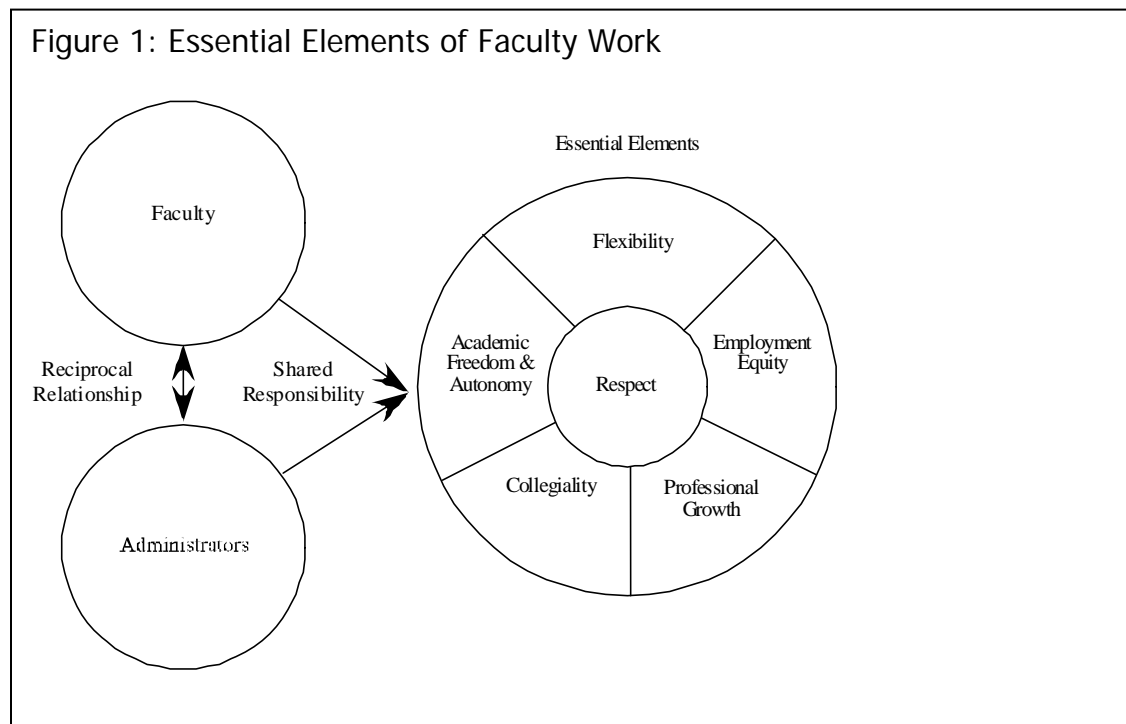 Figure 1: Essential Elements of Faculty Work
Essential Elements
Faculty
Reciprocal
Relationship
Shared
Responsibility
Administrators
Flexibility
Academic
Freedom &
Autonomy
Respect
Employment
Equity
Collegiality
Professional
Growth